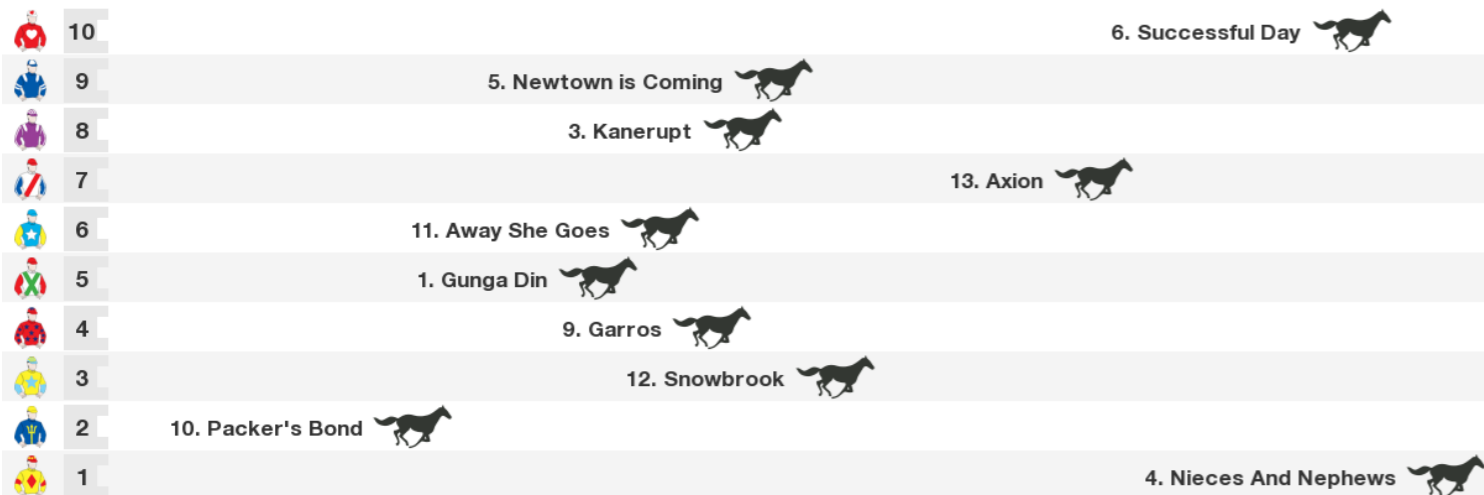 10 6. Successful Day
9 5. Newtown is Coming
8 3. Kanerupt
7 13. Axion
6 11. Away She Goes
5 1. Gunga Din
4 9. Garros
3 12. Snowbrook
2 10. Packer's Bond
1 4. Nieces And Nephews